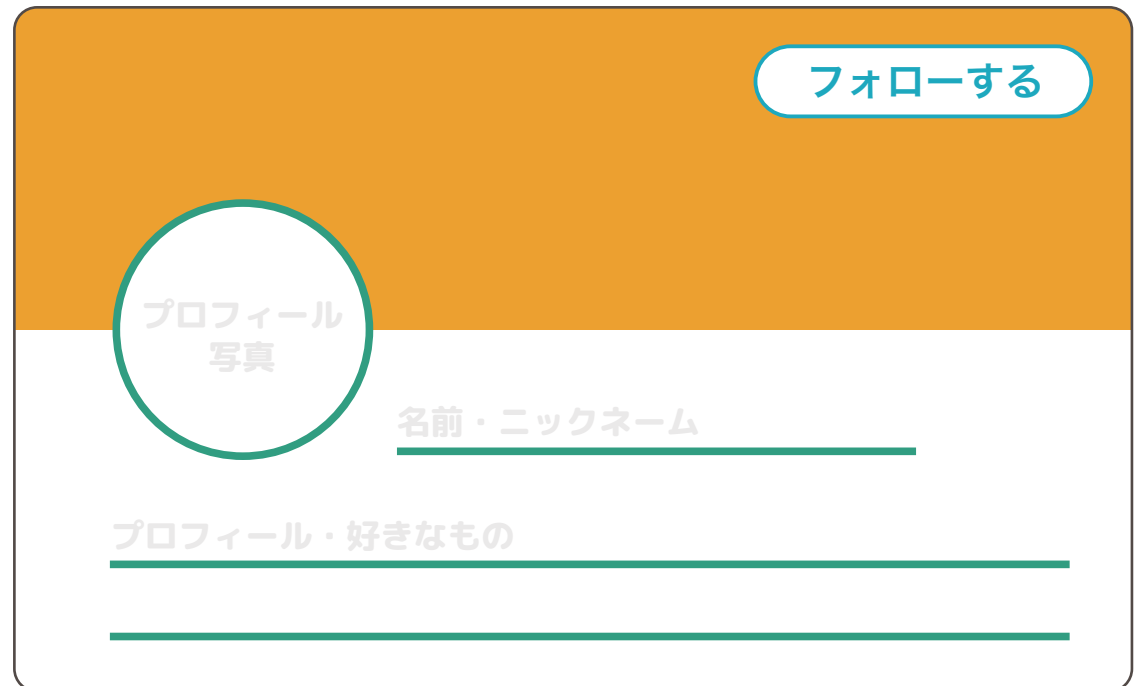 フォローする
プロフィール
写真
名前・ニックネーム
プロフィール・好きなもの